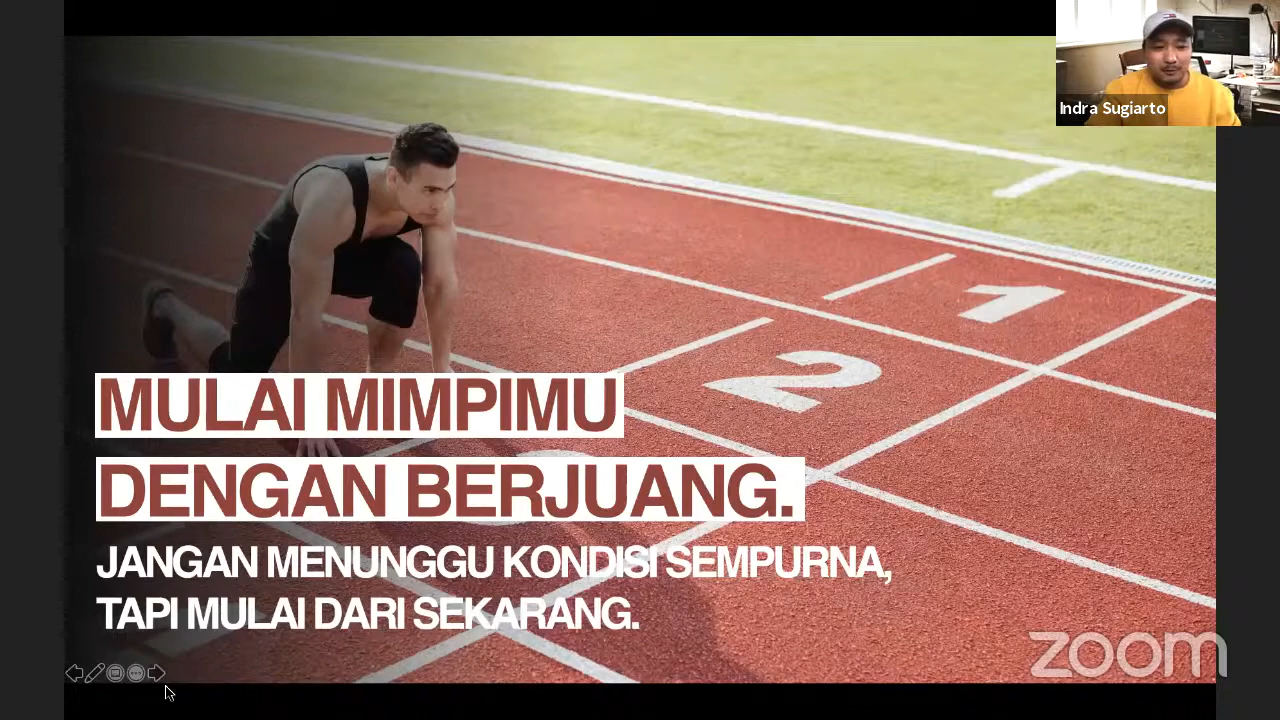 Indra Sugiarto
1
2
MULAI MIMPIMU
DENGAN BERJUANG.
JANGAN MENUNGGU KONDISI SEMPURNA,
TAPI MULAI DARI SEKARANG.
zoom